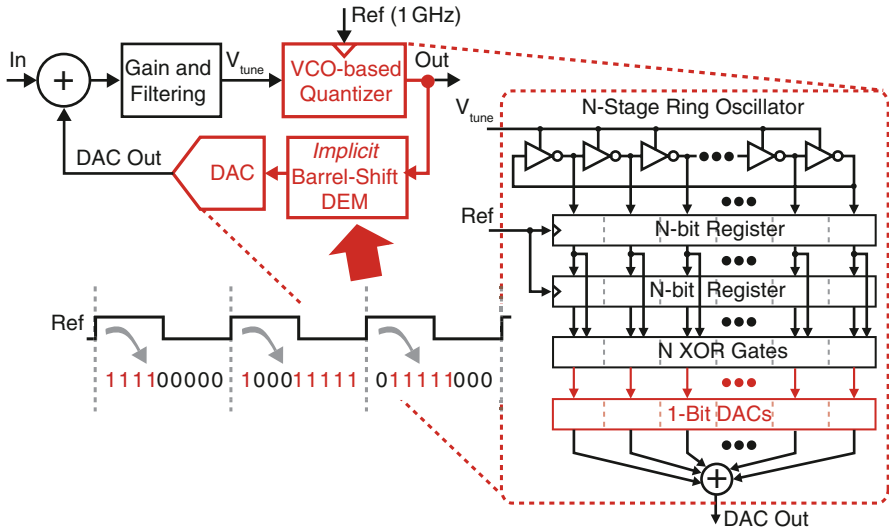 Ref (1 GHz)
In
+
Gain and
Filtering
V_tune
VCO-based
Quantizer
Out
DAC Out
DAC
Implicit
Barrel-Shift
DEM
Ref
111100000
100011111
011111000
N-Stage Ring Oscillator
V_tune
Ref
N-bit Register
N-bit Register
N XOR Gates
1-Bit DACs
+
DAC Out